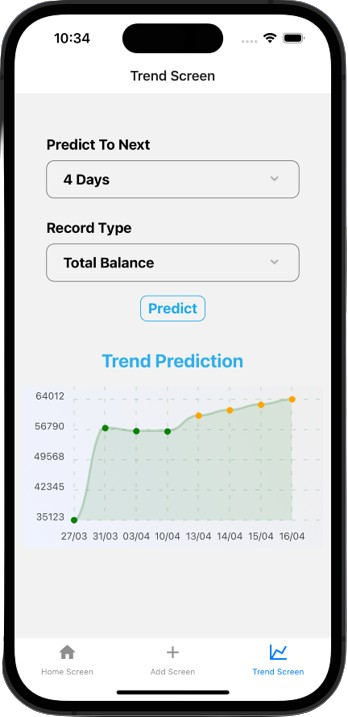 10:34
Trend Screen
Predict To Next
4 Days
Record Type
Total Balance
Predict
Trend Prediction
64012
56790
49568
42345
35123
27/03 31/03 03/04 10/04 13/04 14/04 15/04 16/04
Home Screen Add Screen Trend Screen